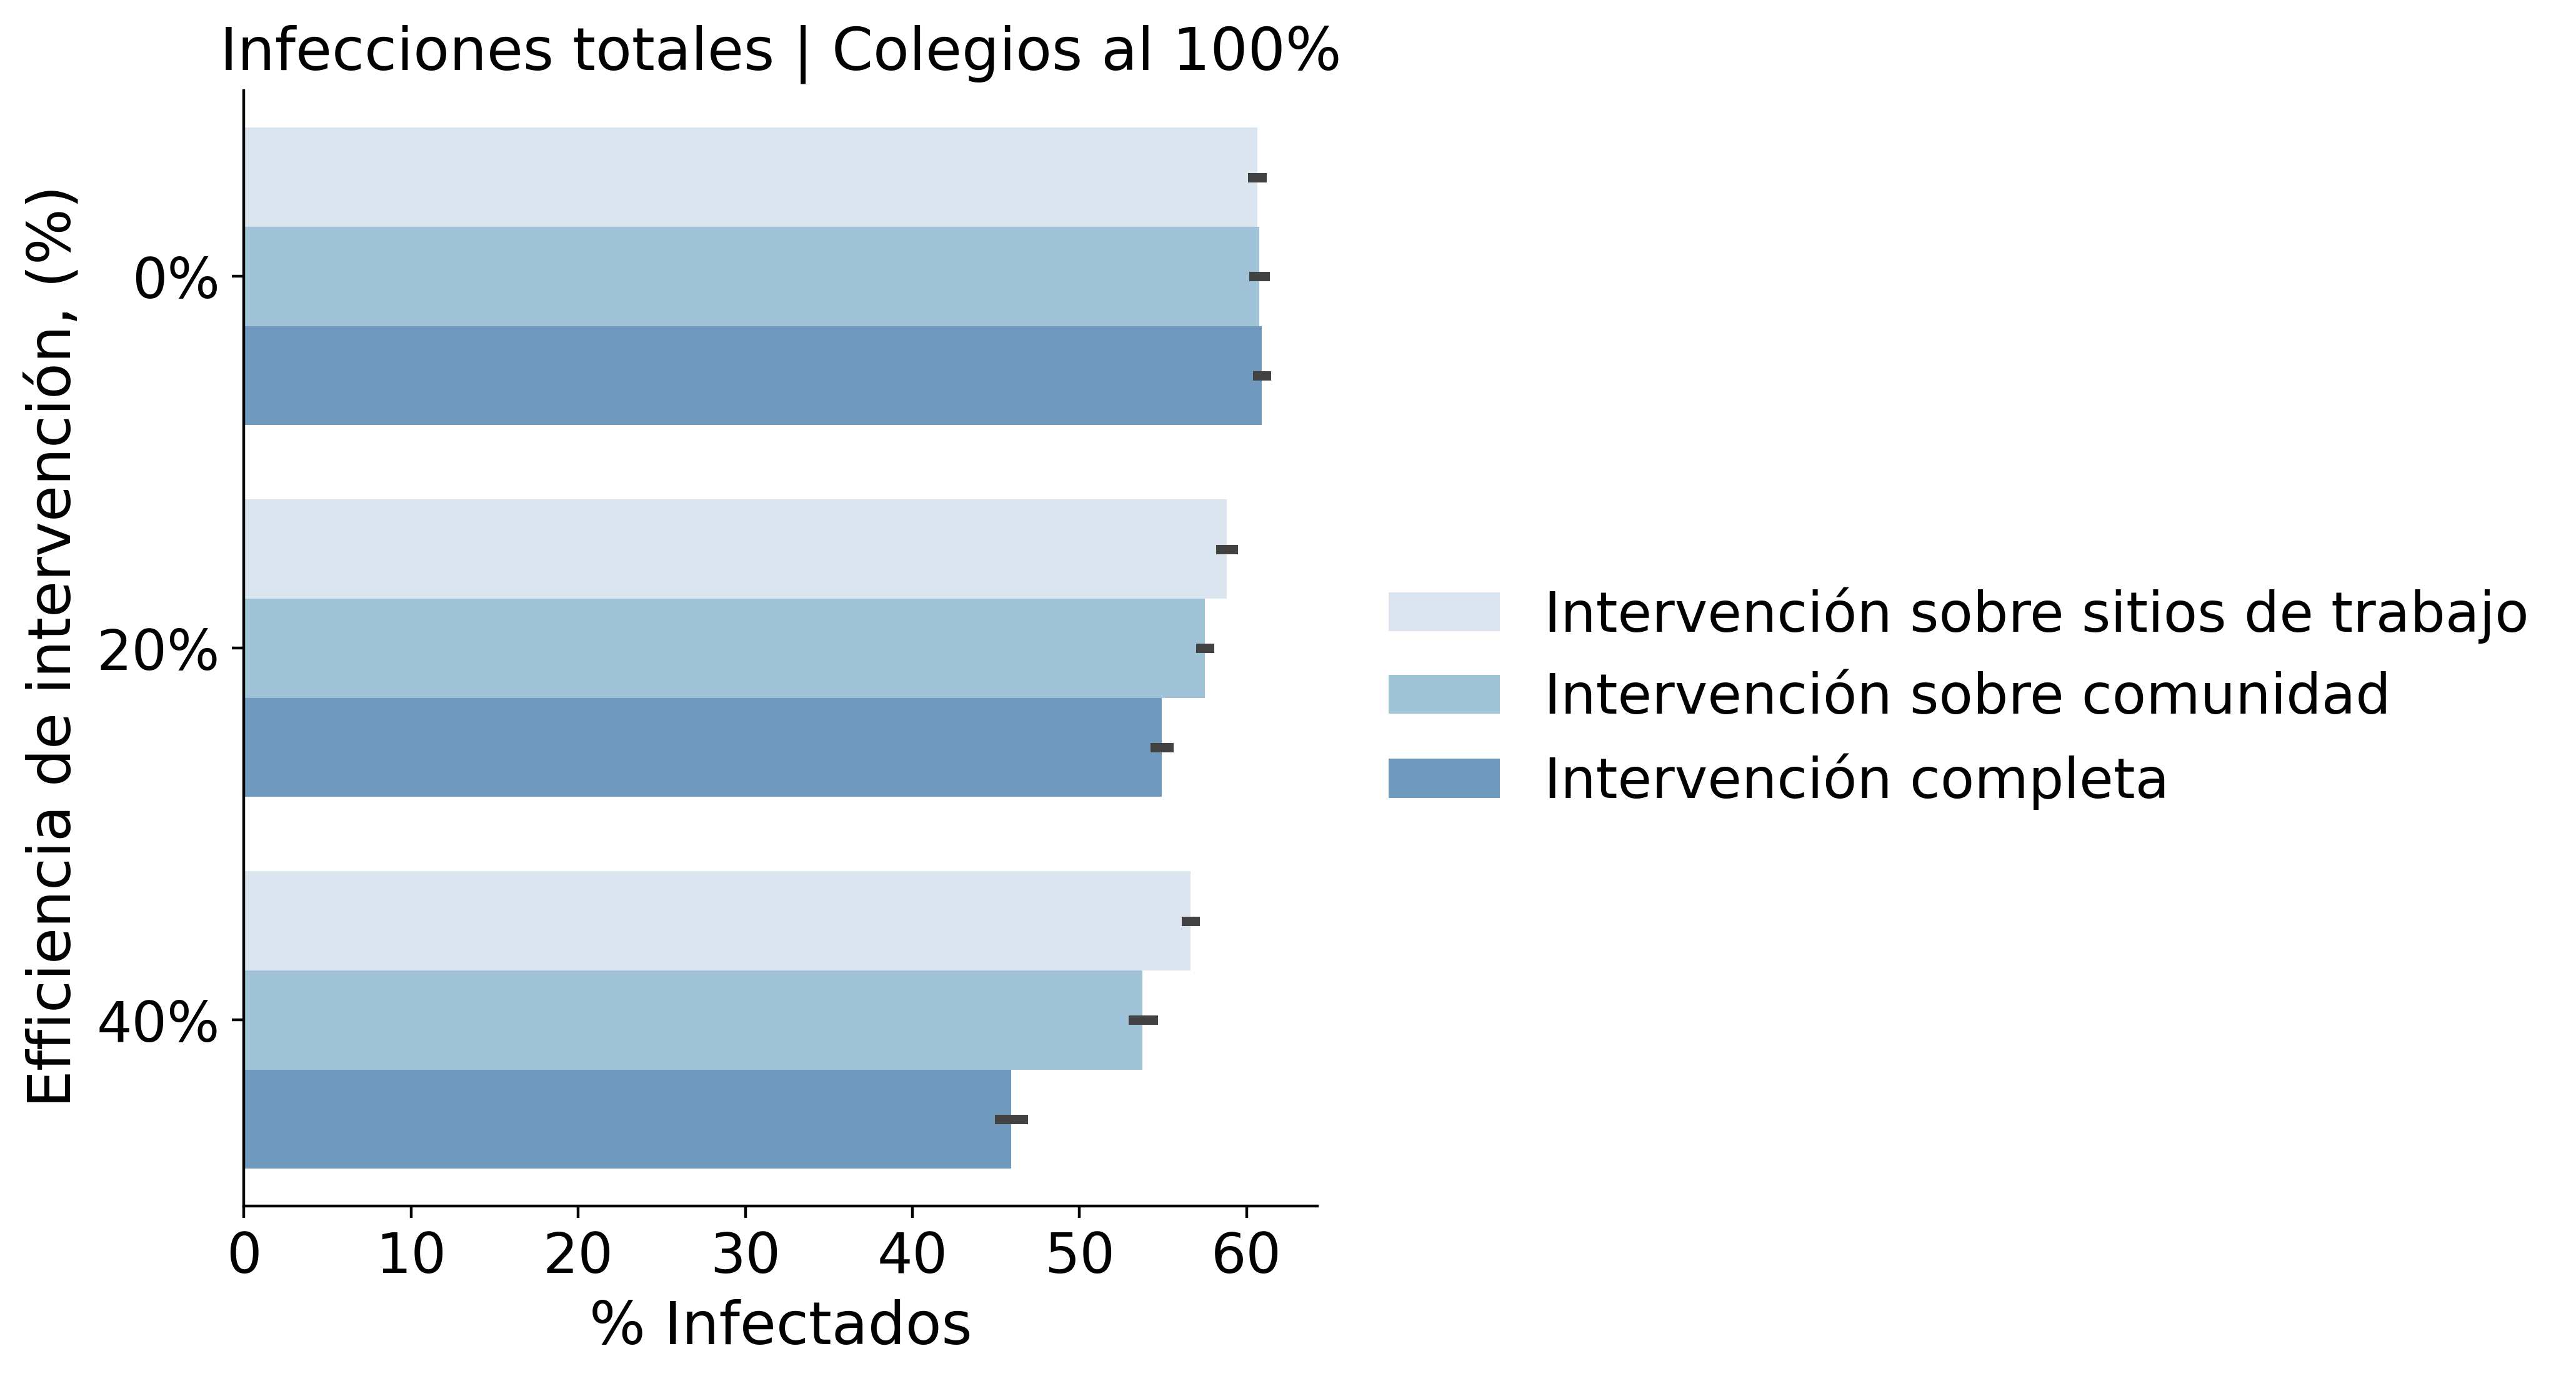 Infecciones totales | Colegios al 100%
Efficiencia de intervención, (%)
0%
20%
40%
0 10 20 30 40 50 60
% Infectados
Intervención sobre sitios de trabajo
Intervención sobre comunidad
Intervención completa